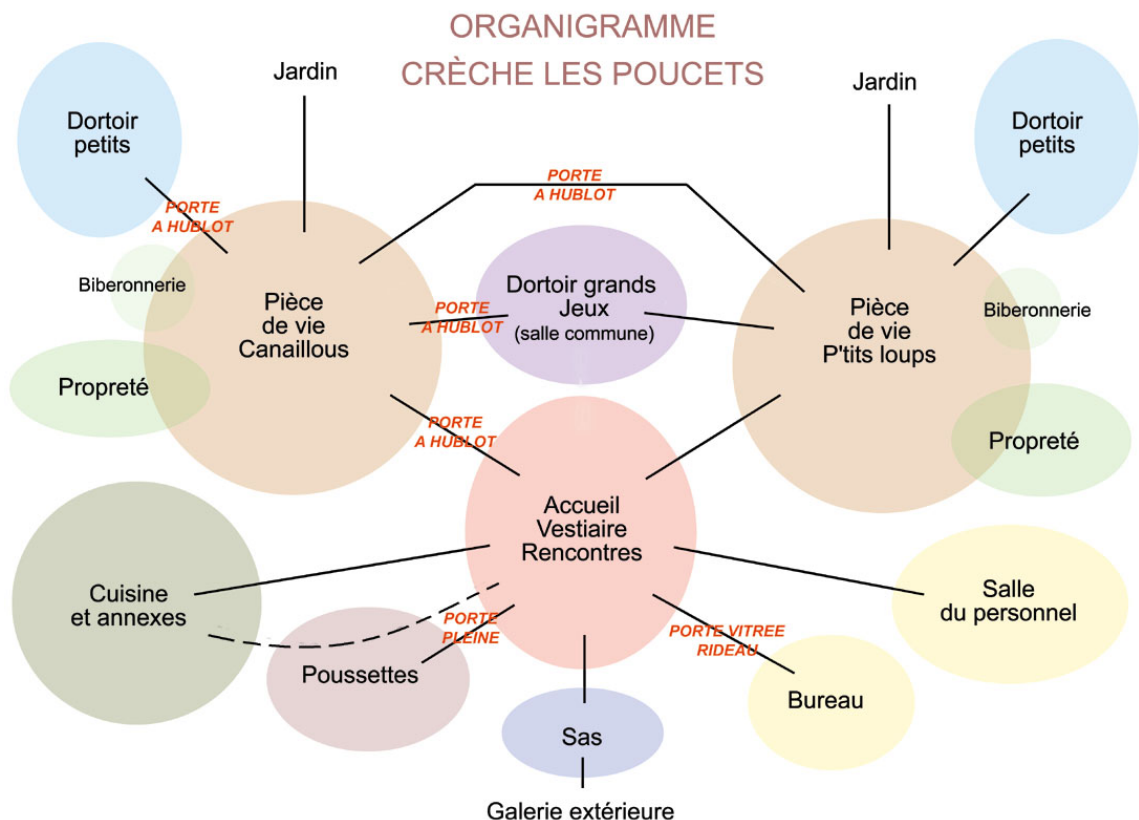 ORGANIGRAMME
CRÈCHE LES POUCETS
Jardin
Jardin
Dortoir
petits
Dortoir
petits
PORTE
A HUBLOT
PORTE
A HUBLOT
Biberonnerie
Pièce
de vie
Canaillous
PORTE
A HUBLOT
Dortoir grands
Jeux
(salle commune)
Pièce
de vie
P'tits loups
Biberonnerie
Propreté
PORTE
A HUBLOT
Propreté
Accueil
Vestiaire
Rencontres
Cuisine
et annexes
Salle
du personnel
PORTE
PLEINE
PORTE VITREE
RIDEAU
Poussettes
Bureau
Sas
Galerie extérieure